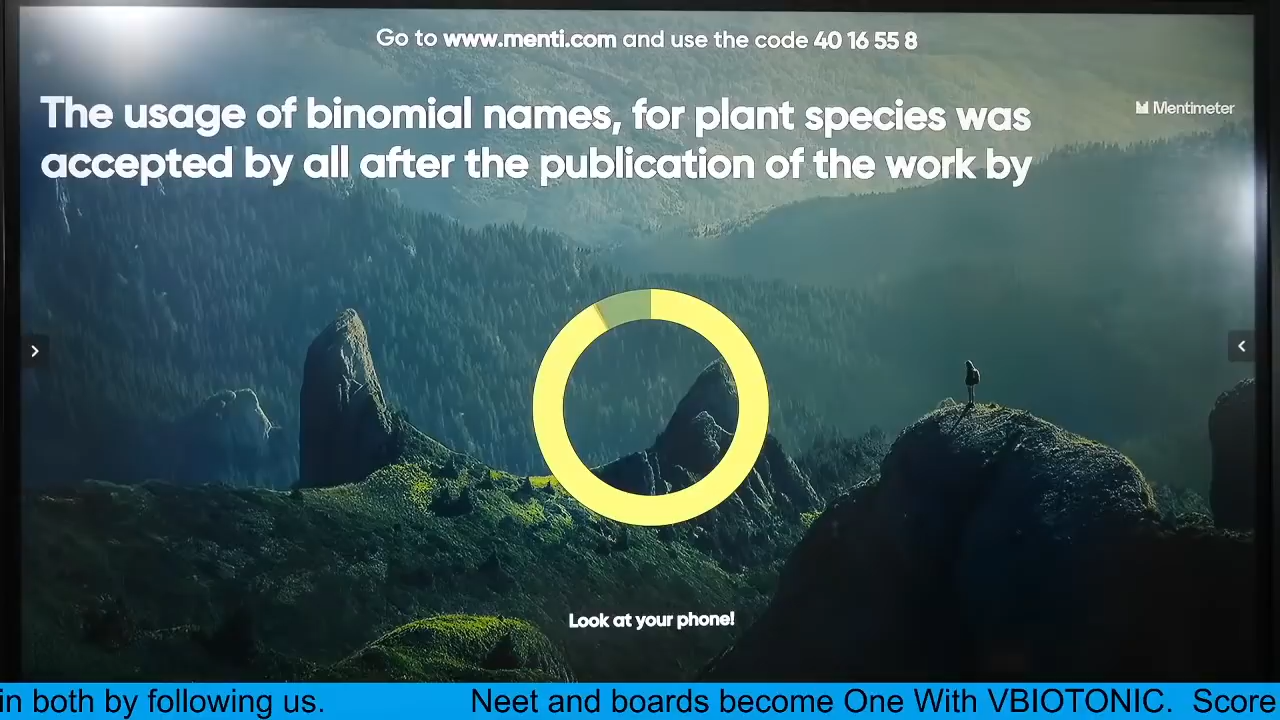 Go to www.menti.com and use the code 40 16 55 8
The usage of binomial names, for plant species was
accepted by all after the publication of the work by
Mentimeter
Look at your phone!
in both by following us. Neet and boards become One With VBIOTONIC. Score